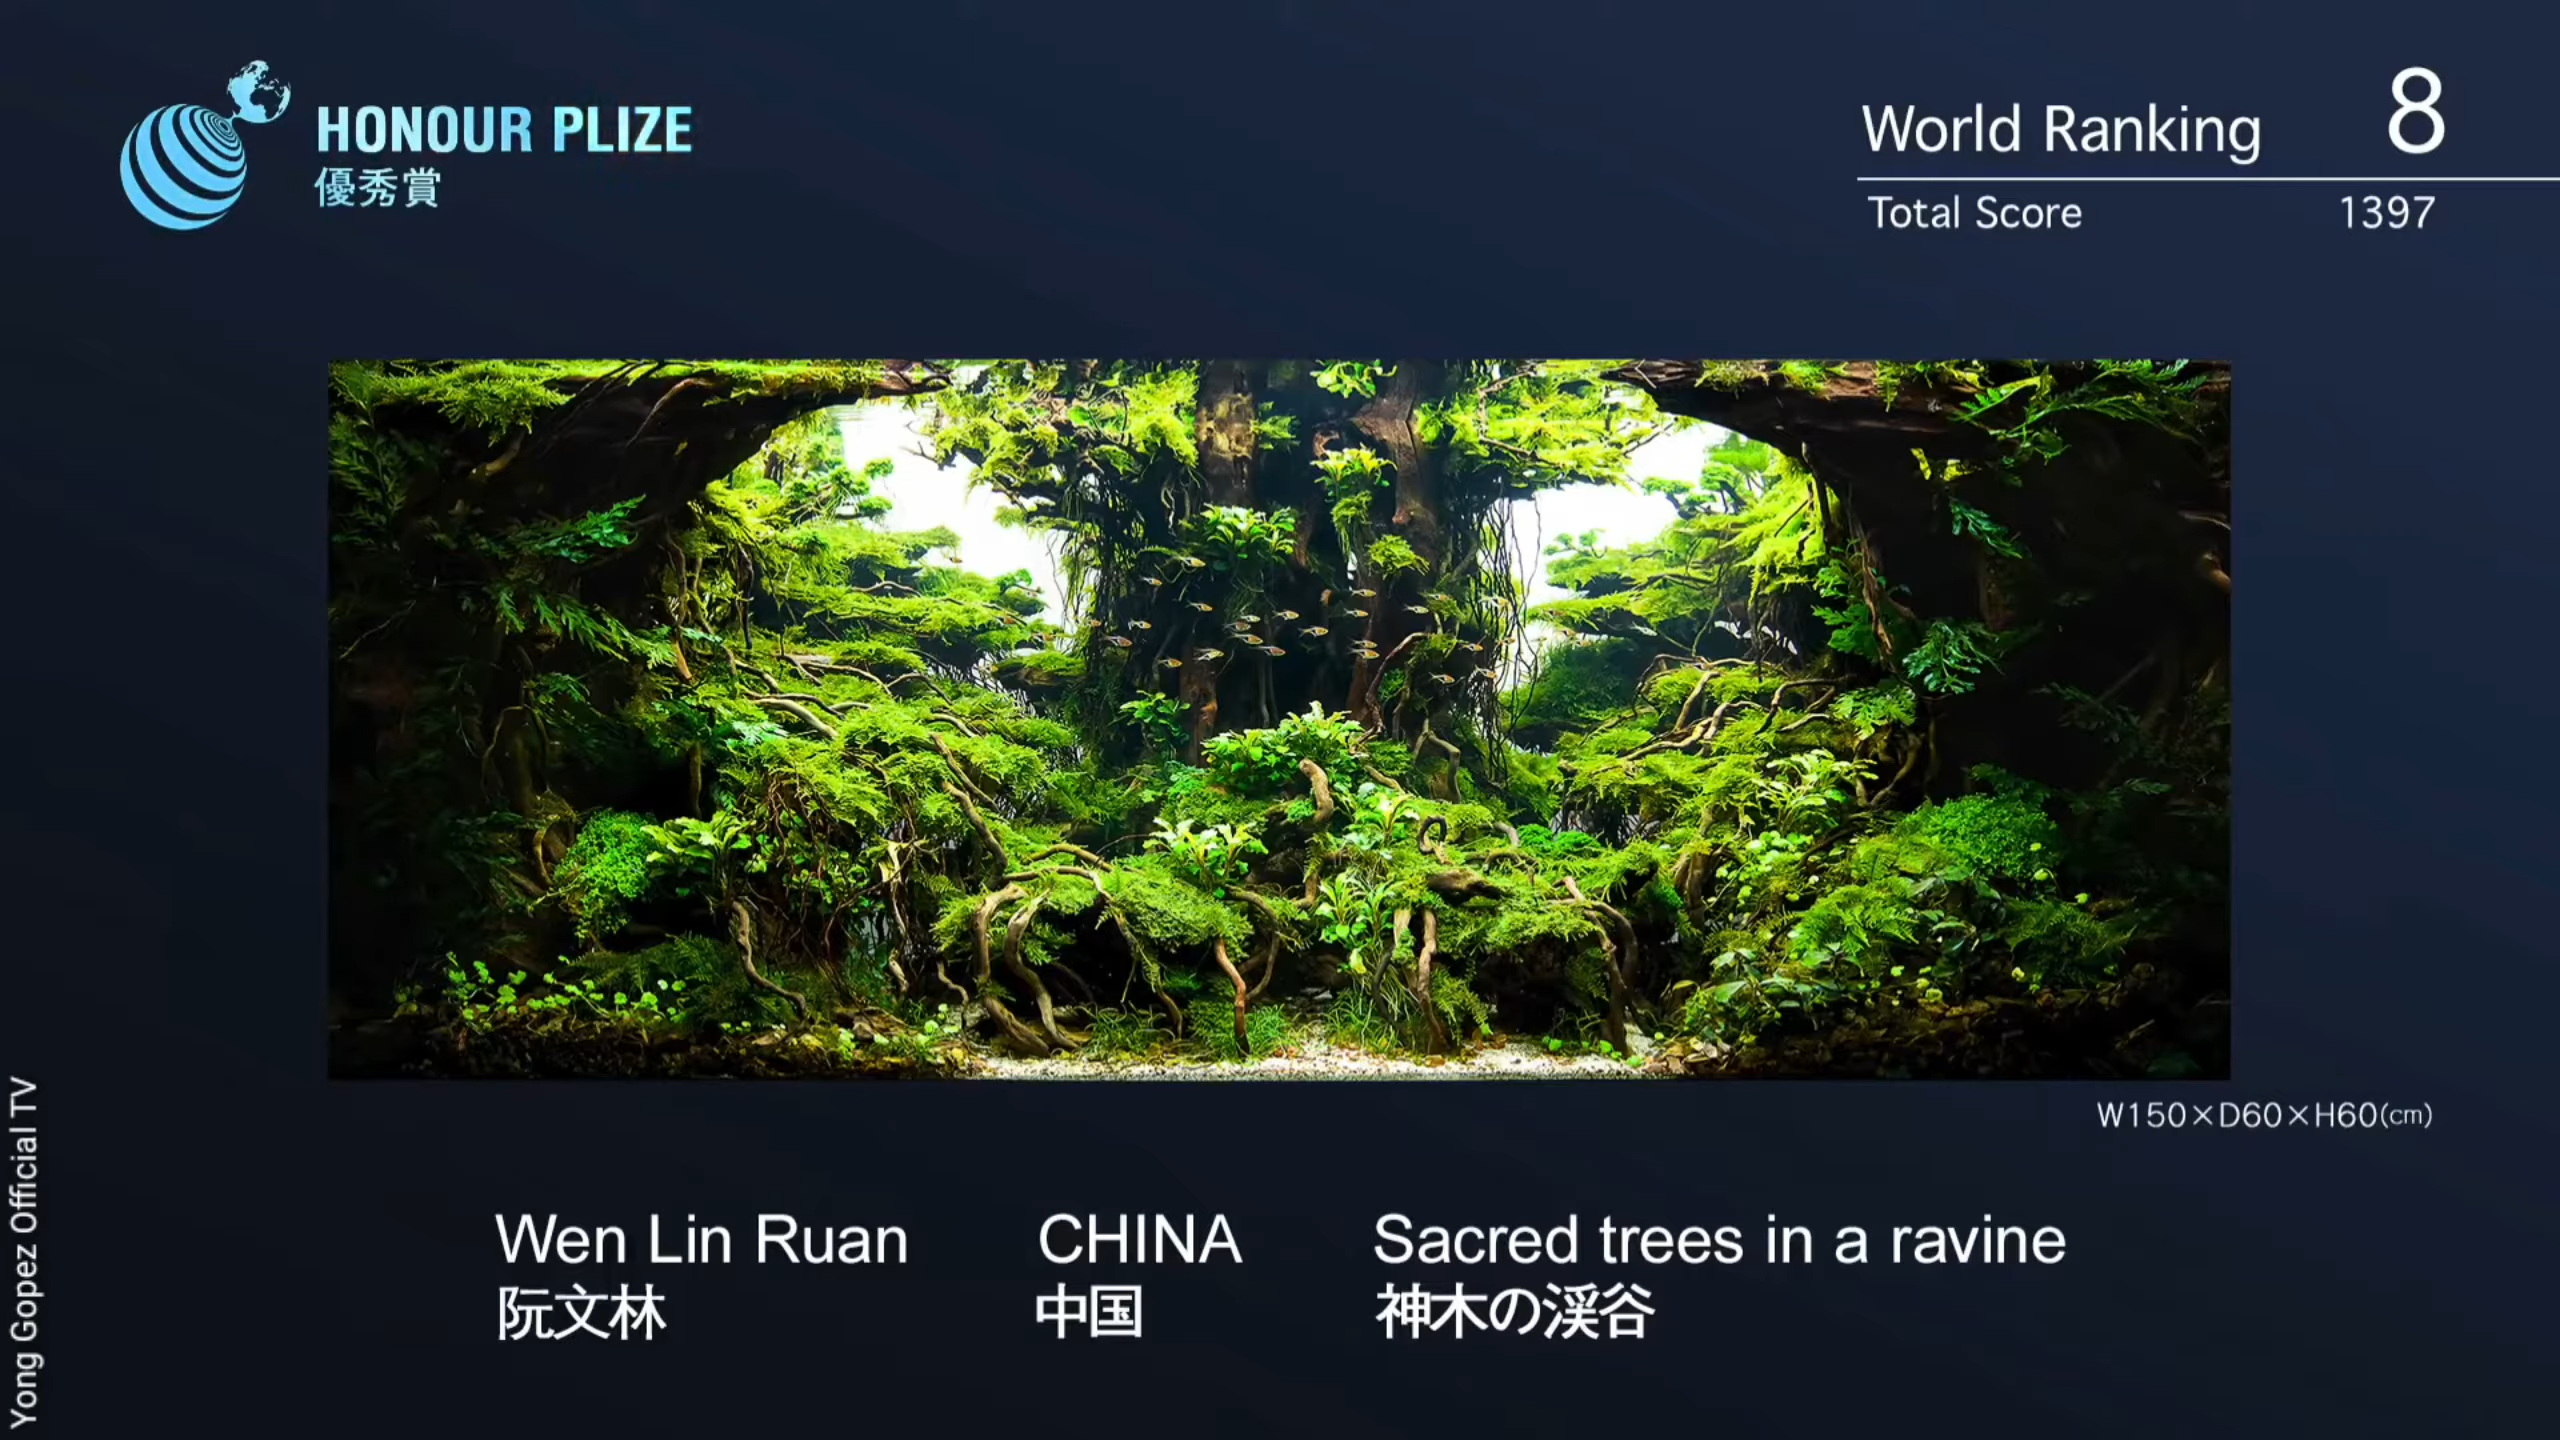 HONOUR PLIZE
優秀賞
World Ranking 8
Total Score 1397
W150×D60×H60(cm)
Wen Lin Ruan
阮文林
CHINA
中国
Sacred trees in a ravine
神木の渓谷
Yong Gopez Official TV